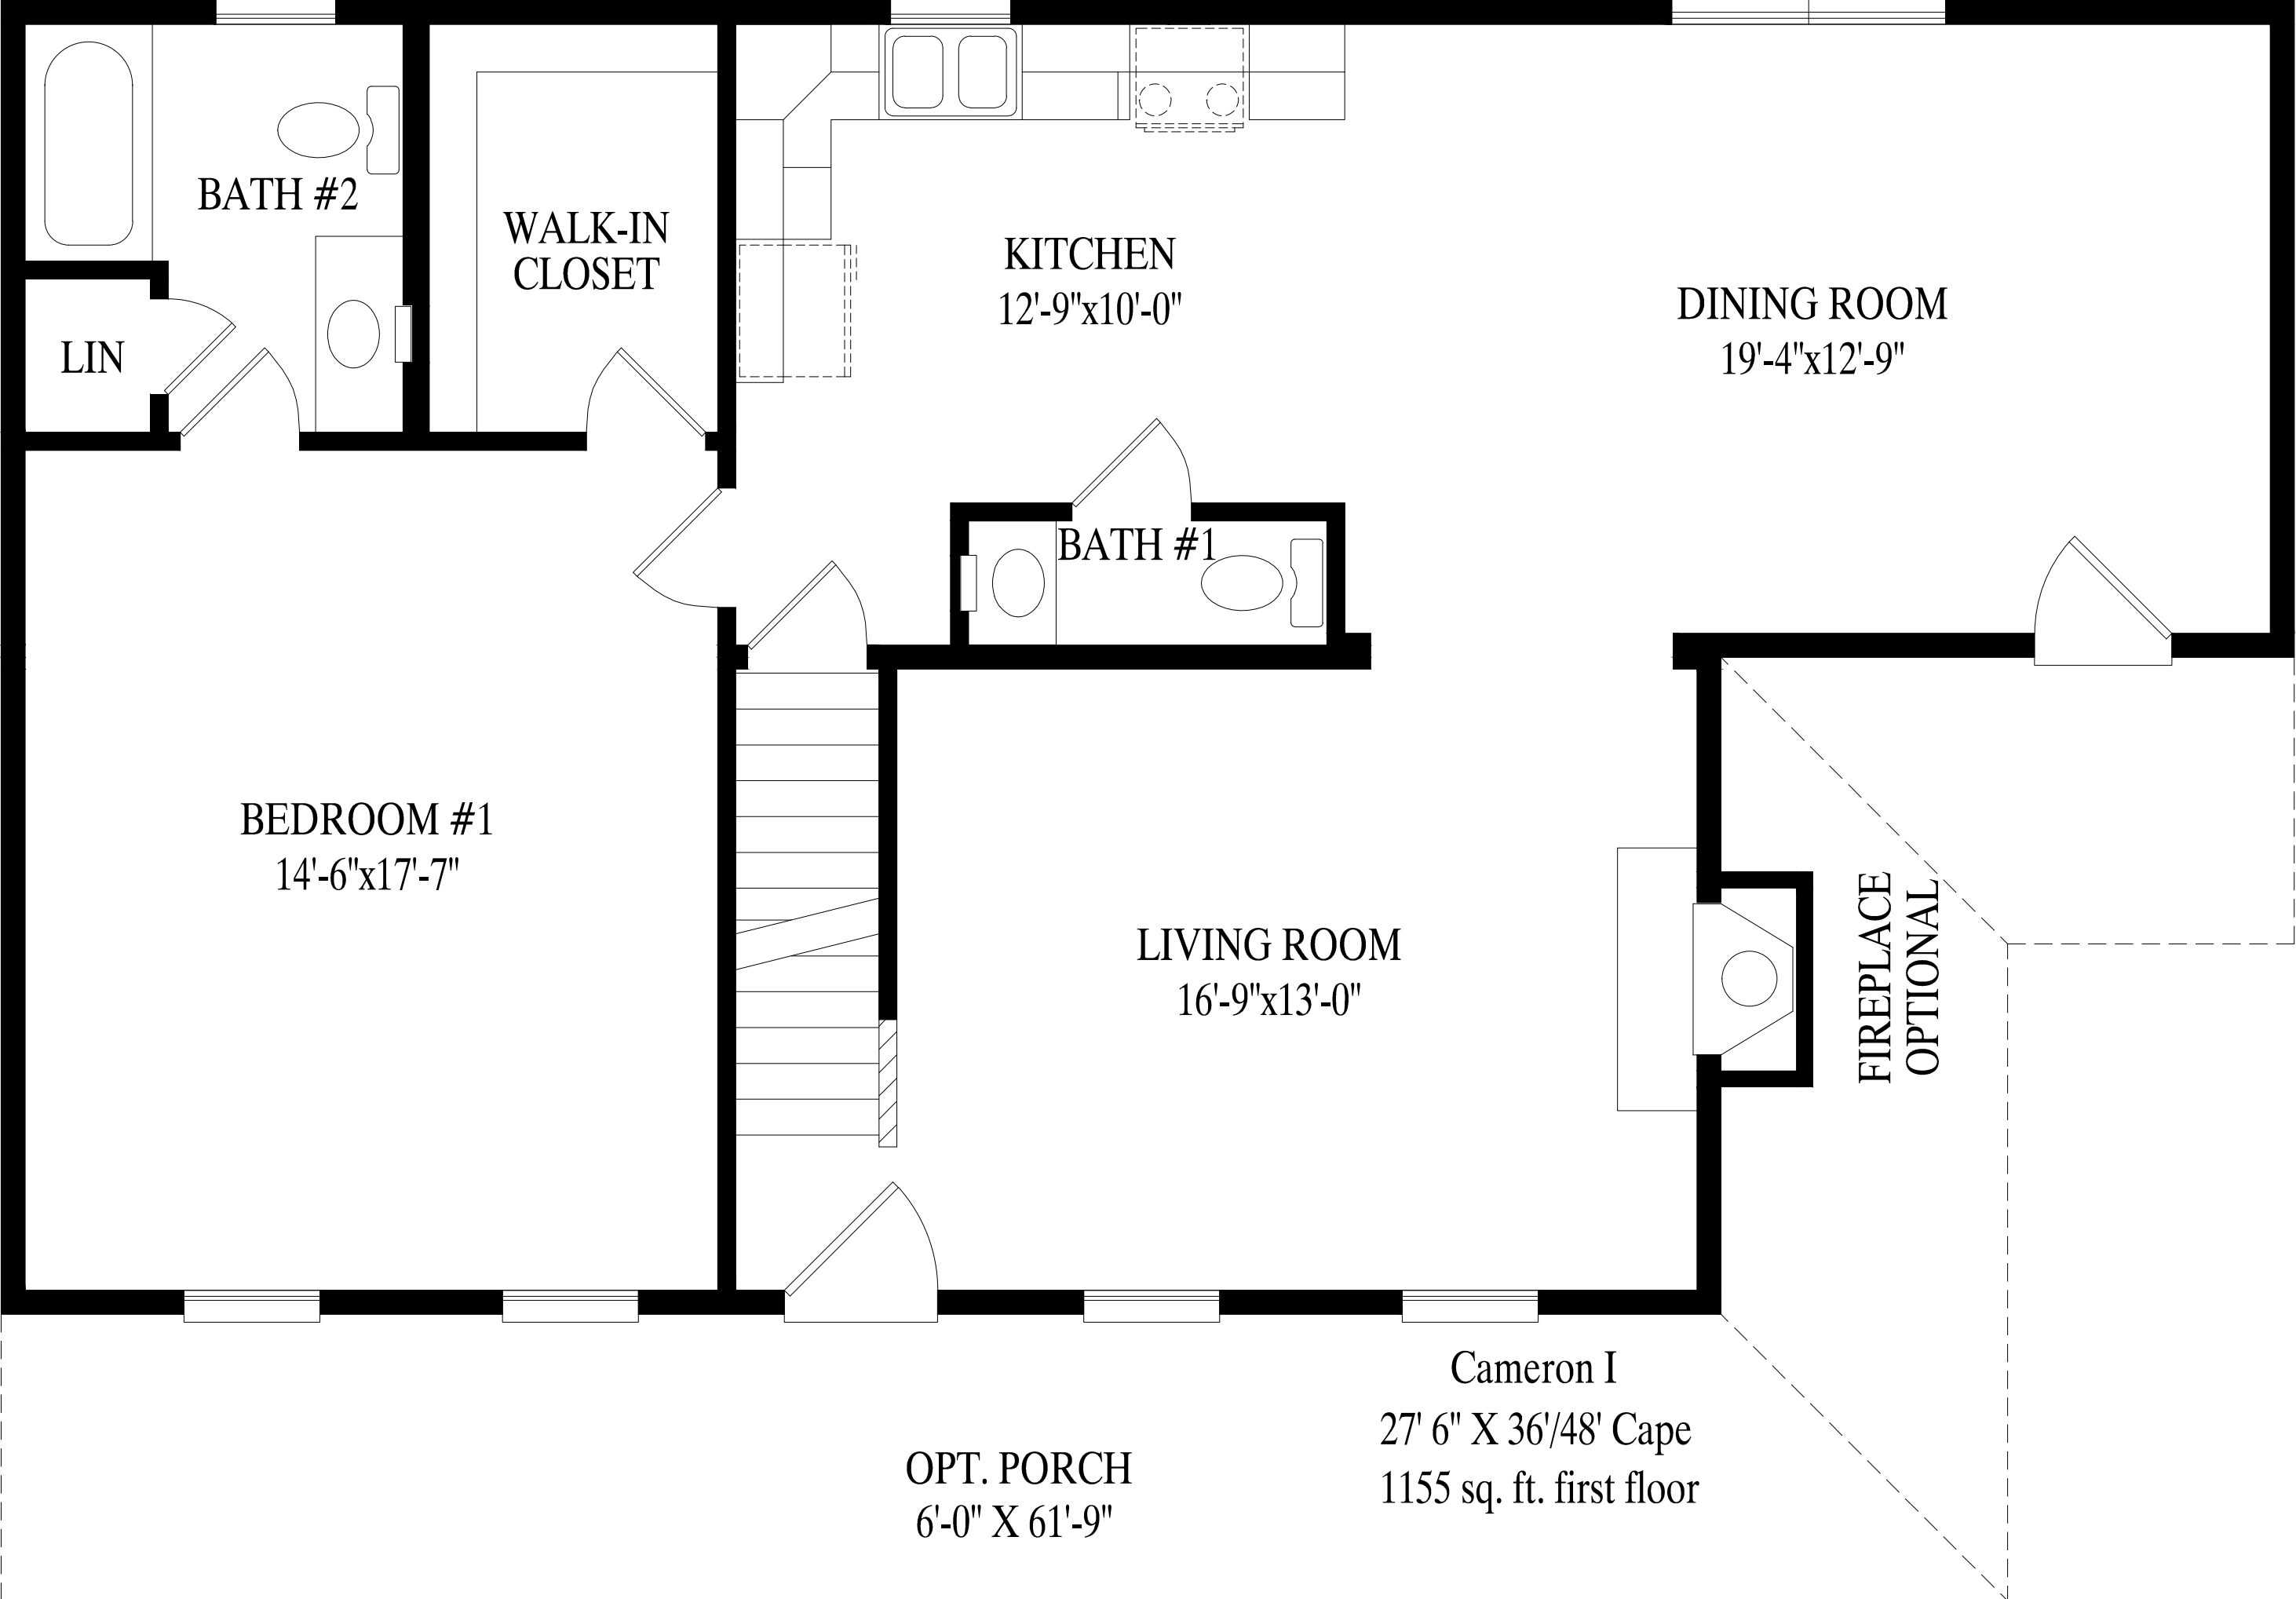 BATH #2
WALK-IN
CLOSET
LIN
KITCHEN
12'-9"x10'-0"
DINING ROOM
19'-4"x12'-9"
BATH #1
BEDROOM #1
14'-6"x17'-7"
LIVING ROOM
16'-9"x13'-0"
FIREPLACE
OPTIONAL
Cameron I
27' 6" X 36'/48' Cape
1155 sq. ft. first floor
OPT. PORCH
6'-0" X 61'-9"